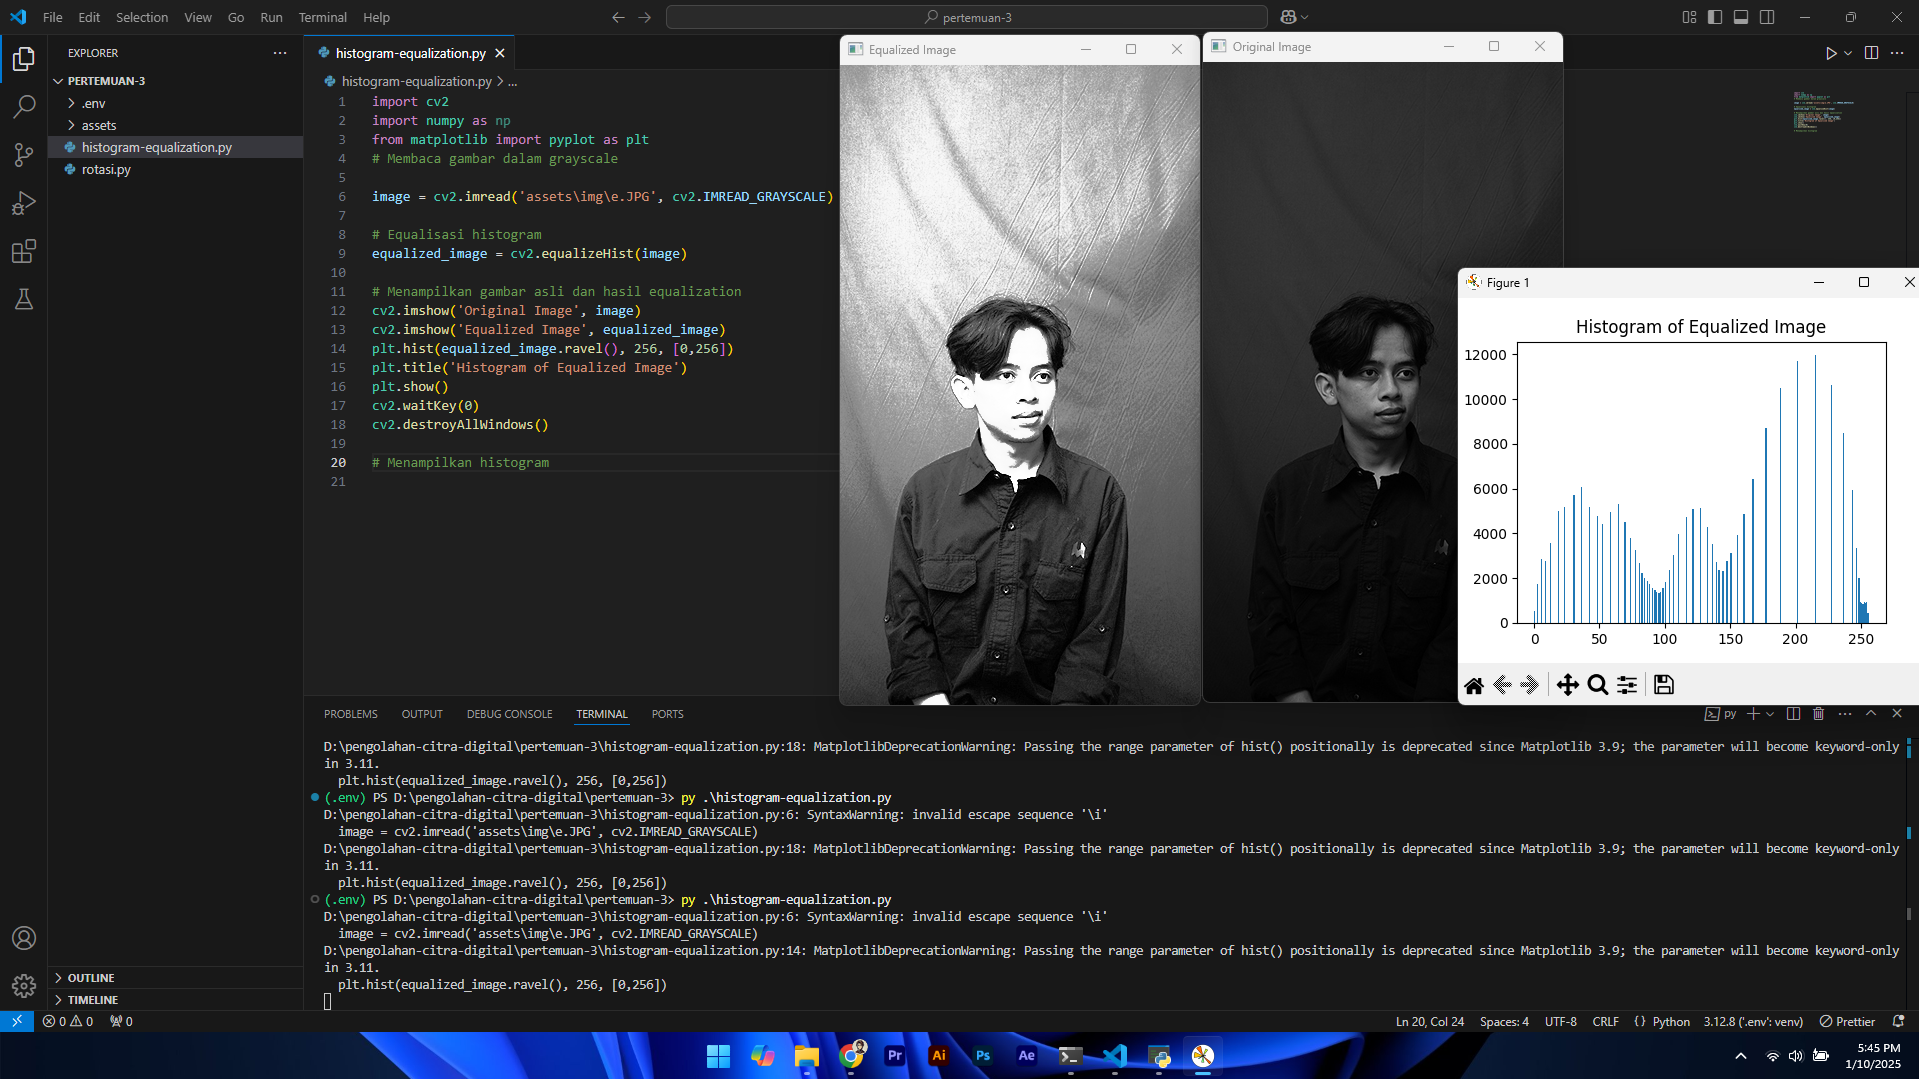 File Edit Selection View Go Run Terminal Help
pertemuan-3
EXPLORER
PERTEMUAN-3
.env
assets
histogram-equalization.py
rotasi.py
OUTLINE
TIMELINE
histogram-equalization.py
histogram-equalization.py > ...
1 import cv2
2 import numpy as np
3 from matplotlib import pyplot as plt
4 # Membaca gambar dalam grayscale
5
6 image = cv2.imread('assets\img\e.JPG', cv2.IMREAD_GRAYSCALE)
7
8 # Equalisasi histogram
9 equalized_image = cv2.equalizeHist(image)
10
11 # Menampilkan gambar asli dan hasil equalization
12 cv2.imshow('Original Image', image)
13 cv2.imshow('Equalized Image', equalized_image)
14 plt.hist(equalized_image.ravel(), 256, [0,256])
15 plt.title('Histogram of Equalized Image')
16 plt.show()
17 cv2.waitKey(0)
18 cv2.destroyAllWindows()
19
20 # Menampilkan histogram
21
Equalized Image
Original Image
Figure 1
Histogram of Equalized Image
12000
10000
8000
6000
4000
2000
0
0 50 100 150 200 250
PROBLEMS OUTPUT DEBUG CONSOLE TERMINAL PORTS
py
D:\pengolahan-citra-digital\pertemuan-3\histogram-equalization.py:18: MatplotlibDeprecationWarning: Passing the range parameter of hist() positionally is deprecated since Matplotlib 3.9; the parameter will become keyword-only
in 3.11.
plt.hist(equalized_image.ravel(), 256, [0,256])
(.env) PS D:\pengolahan-citra-digital\pertemuan-3> py .\histogram-equalization.py
D:\pengolahan-citra-digital\pertemuan-3\histogram-equalization.py:6: SyntaxWarning: invalid escape sequence '\i'
image = cv2.imread('assets\img\e.JPG', cv2.IMREAD_GRAYSCALE)
D:\pengolahan-citra-digital\pertemuan-3\histogram-equalization.py:18: MatplotlibDeprecationWarning: Passing the range parameter of hist() positionally is deprecated since Matplotlib 3.9; the parameter will become keyword-only
in 3.11.
plt.hist(equalized_image.ravel(), 256, [0,256])
(.env) PS D:\pengolahan-citra-digital\pertemuan-3> py .\histogram-equalization.py
D:\pengolahan-citra-digital\pertemuan-3\histogram-equalization.py:6: SyntaxWarning: invalid escape sequence '\i'
image = cv2.imread('assets\img\e.JPG', cv2.IMREAD_GRAYSCALE)
D:\pengolahan-citra-digital\pertemuan-3\histogram-equalization.py:14: MatplotlibDeprecationWarning: Passing the range parameter of hist() positionally is deprecated since Matplotlib 3.9; the parameter will become keyword-only
in 3.11.
plt.hist(equalized_image.ravel(), 256, [0,256])
0 0 0
Ln 20, Col 24 Spaces: 4 UTF-8 CRLF {} Python 3.12.8 ('.env': venv) Prettier
Pr Ai Ps Ae
5:45 PM
1/10/2025